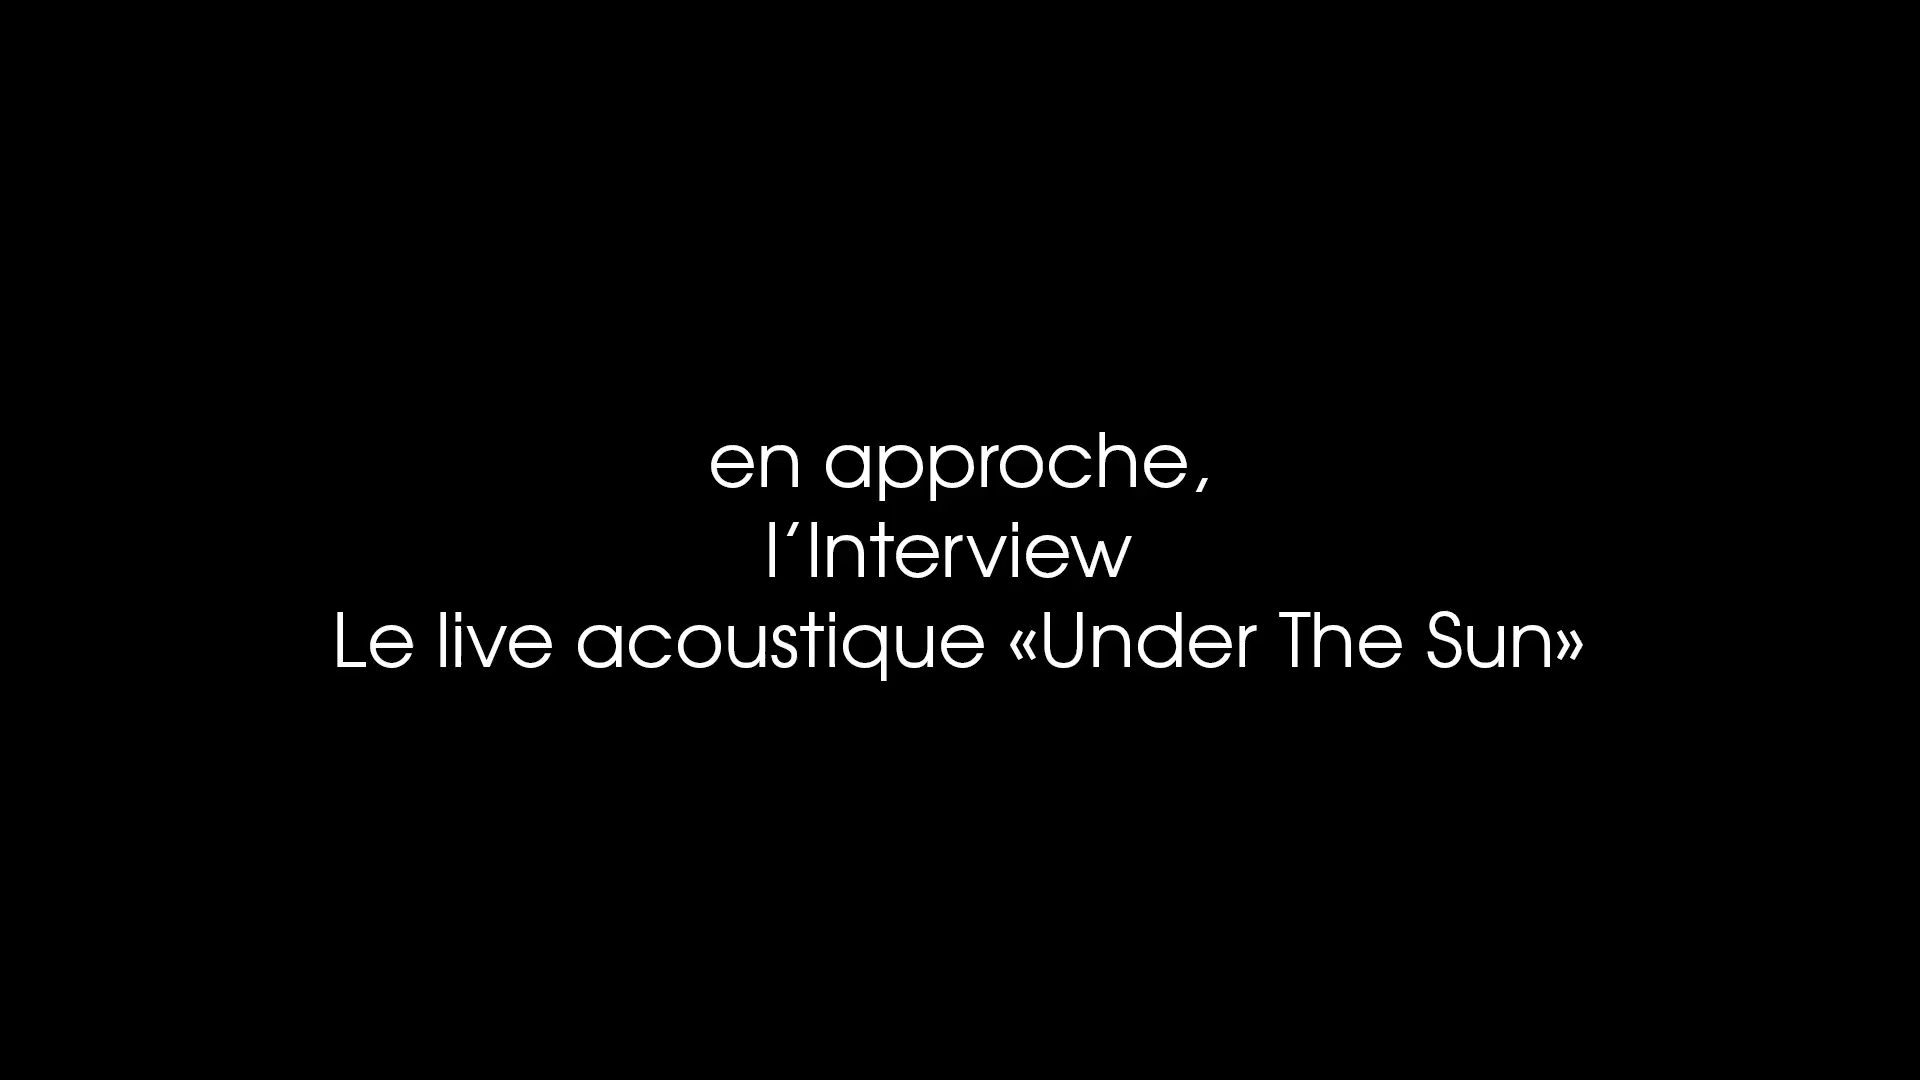 en approche,
l’Interview
Le live acoustique «Under The Sun»